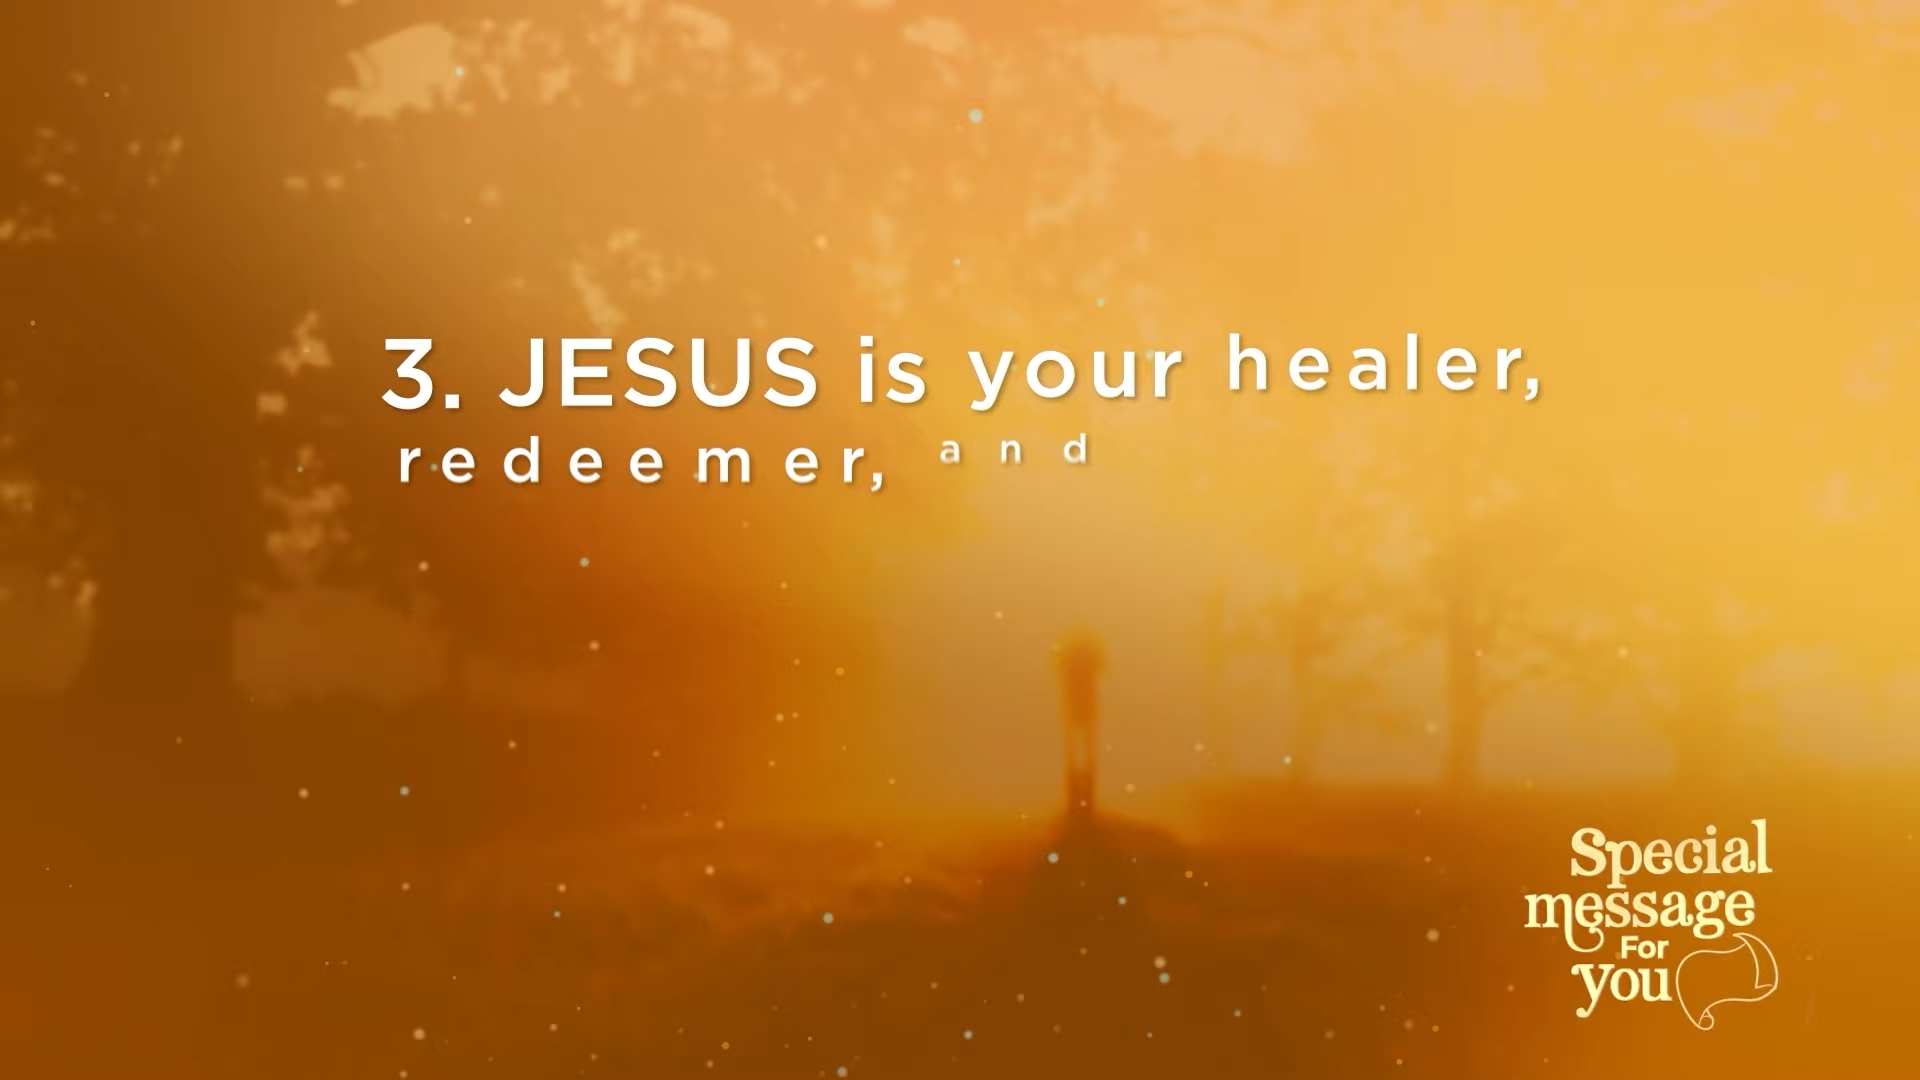 3. JESUS is your healer,
redeemer, and
Special
message
For
you